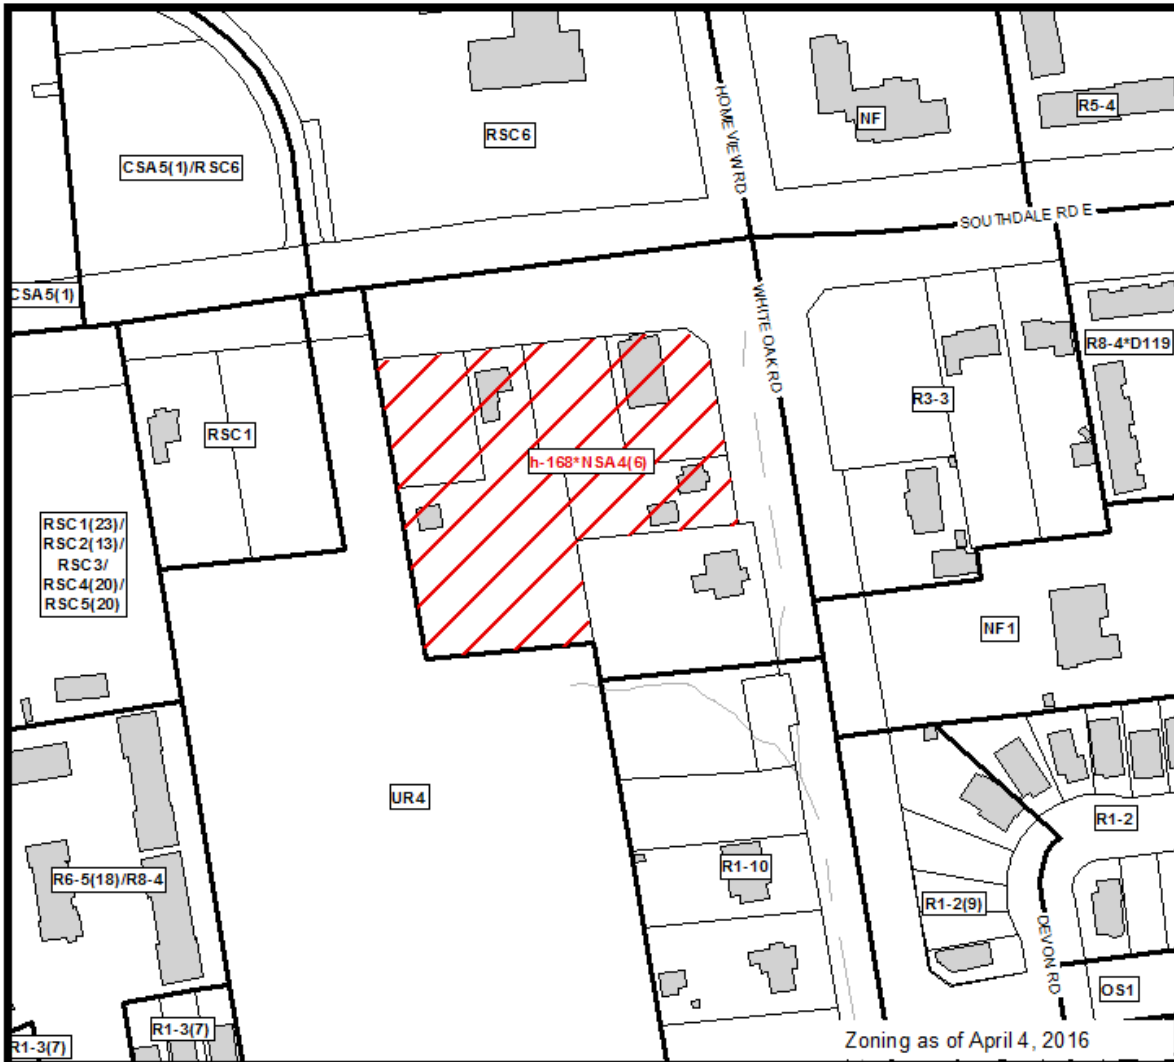 RSC6
NF
R5-4
CSA5(1)/RSC6
HOMEVIEW RD
SOUTHDALE RD E
CSA5(1)
WHITE OAK RD
R8-4*D119
R3-3
RSC1
h-168*NSA4(6)
RSC1(23)/
RSC2(13)/
RSC3/
RSC4(20)/
RSC5(20)
NF1
UR4
R1-2
R1-10
R6-5(18)/R8-4
R1-2(9)
DEVON RD
OS1
R1-3(7)
R1-3(7)
Zoning as of April 4, 2016